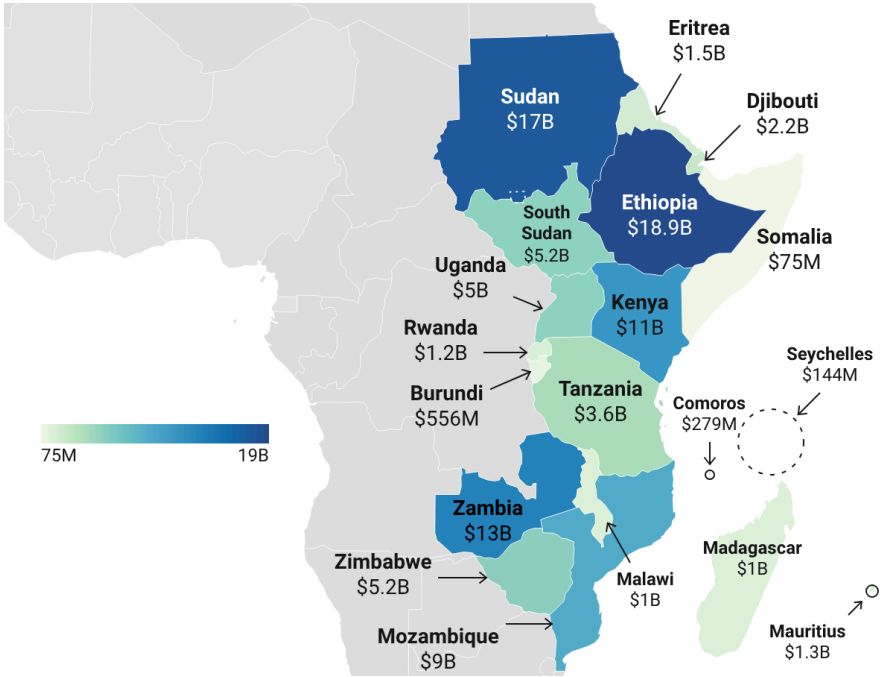 Eritrea
$1.5B
Sudan
$17B
Djibouti
$2.2B
Ethiopia
$18.9B
South
Sudan
$5.2B
Somalia
$75M
Uganda
$5B
Kenya
$11B
Rwanda
$1.2B
Seychelles
$144M
Burundi
$556M
Tanzania
$3.6B
Comoros
$279M
75M
19B
Zambia
$13B
Madagascar
$1B
Zimbabwe
$5.2B
Malawi
$1B
Mozambique
$9B
Mauritius
$1.3B